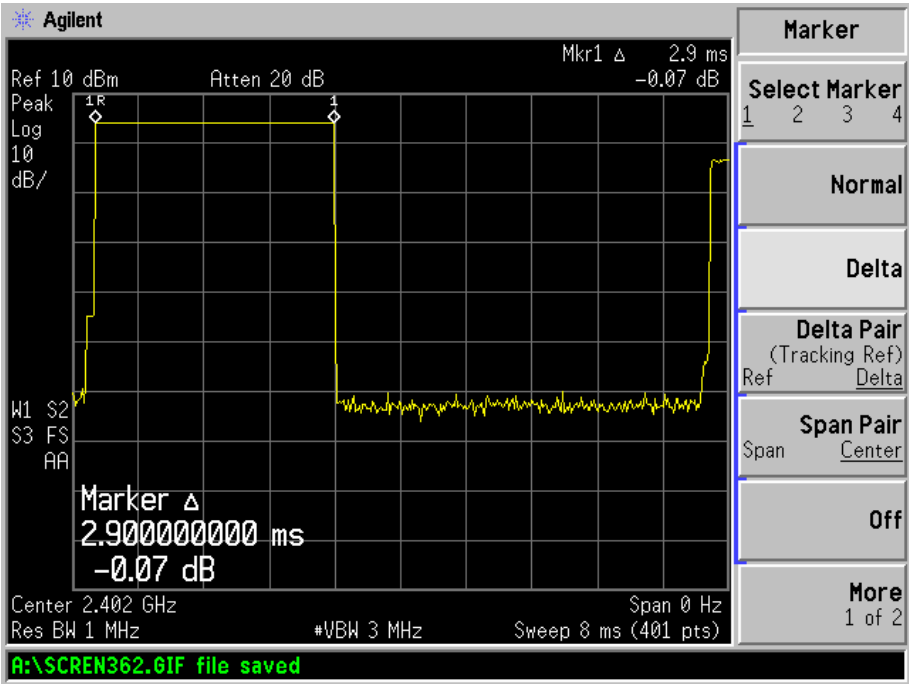 Agilent
Mkr1 Δ 2.9 ms
Ref 10 dBm Atten 20 dB -0.07 dB
Peak
Log
10
dB/
1R 1
W1 S2
S3 FS
AA
Marker Δ
2.900000000 ms
-0.07 dB
Center 2.402 GHz Span 0 Hz
Res BW 1 MHz #VBW 3 MHz Sweep 8 ms (401 pts)
A:\SCREN362.GIF file saved
Marker
Select Marker
1 2 3 4
Normal
Delta
Delta Pair
(Tracking Ref)
Ref Delta
Span Pair
Span Center
Off
More
1 of 2